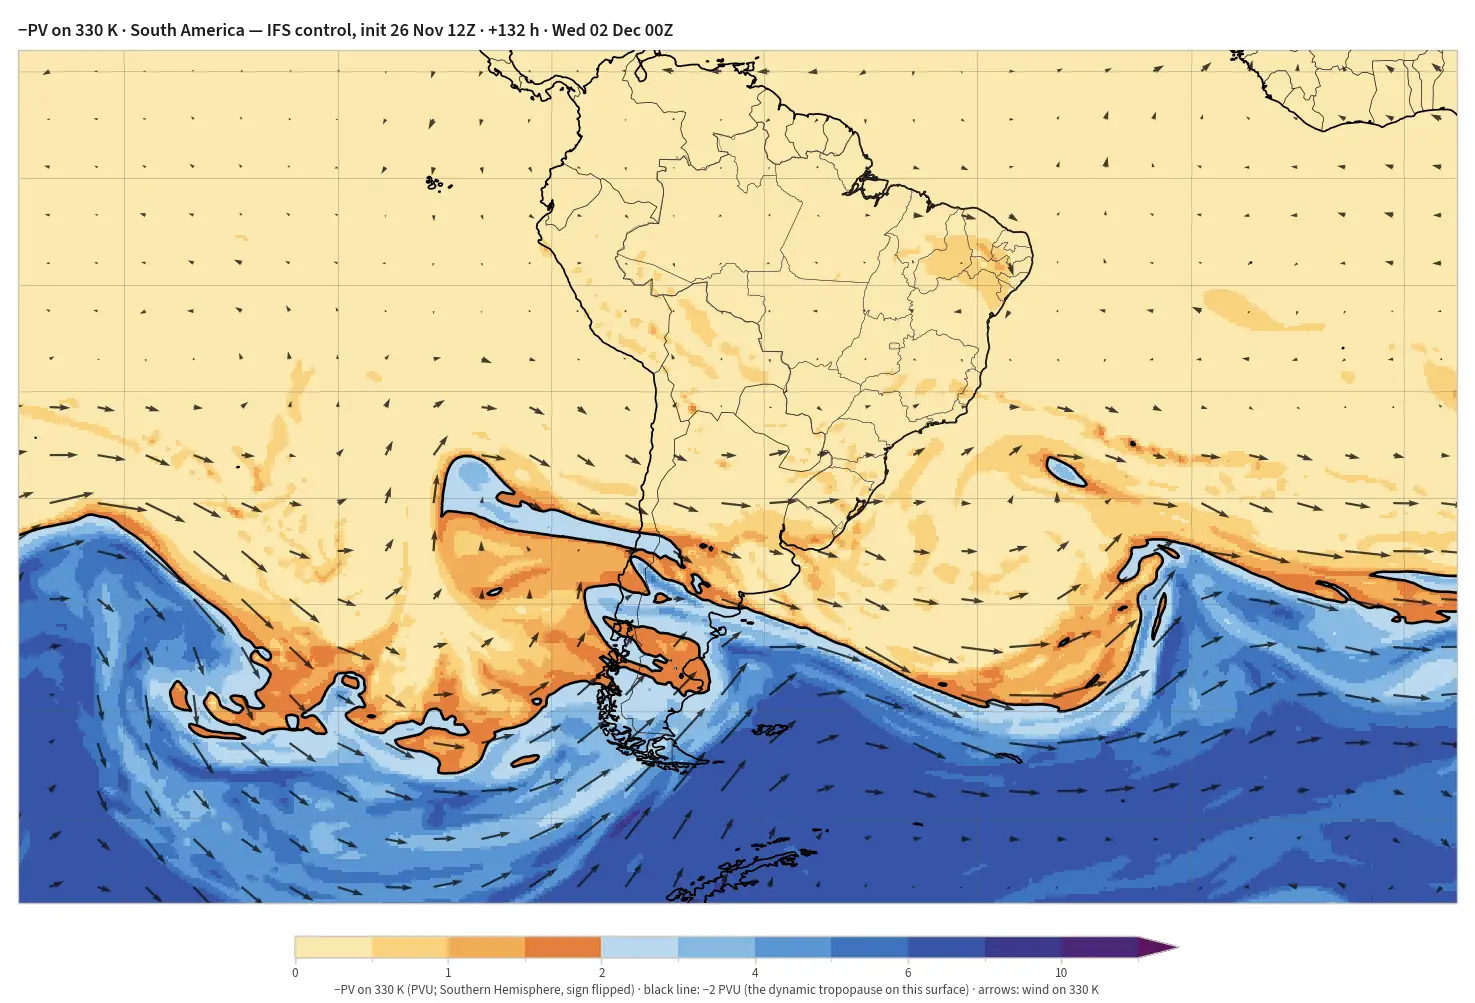 −PV on 330 K · South America — IFS control, init 26 Nov 12Z · +132 h · Wed 02 Dec 00Z
0 1 2 4 6 10
−PV on 330 K (PVU; Southern Hemisphere, sign flipped) · black line: −2 PVU (the dynamic tropopause on this surface) · arrows: wind on 330 K